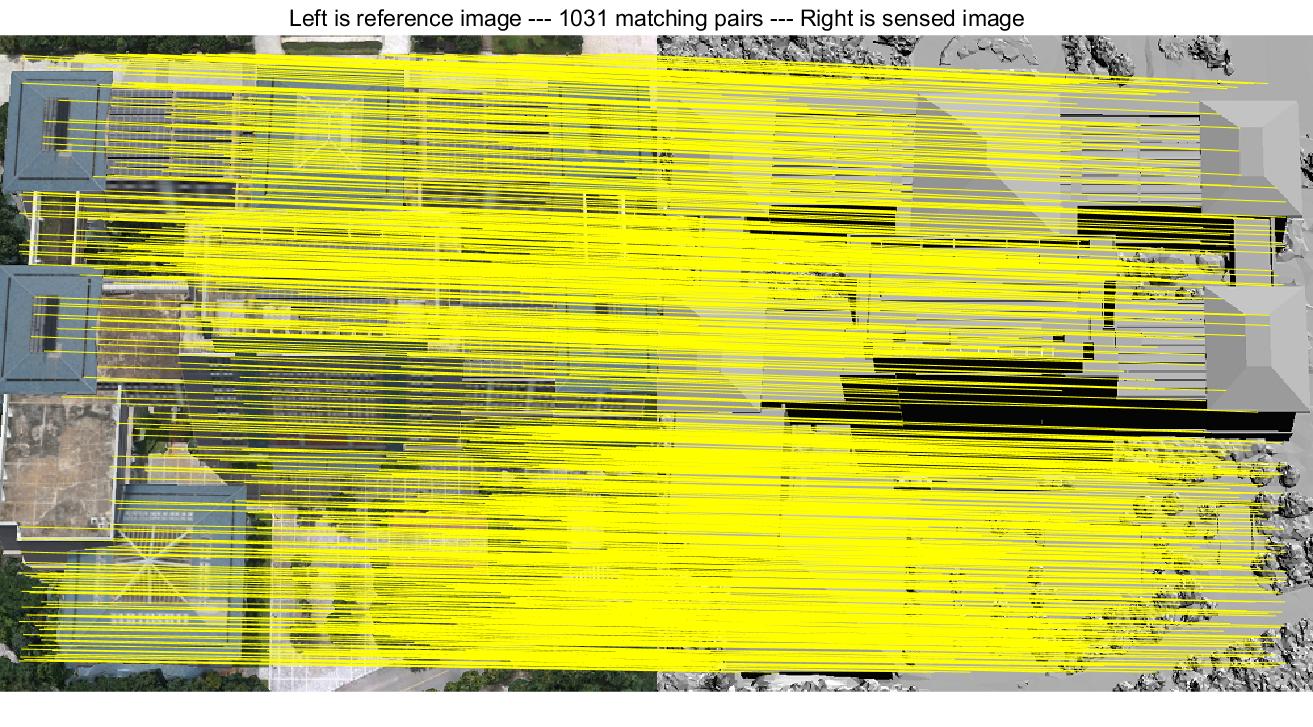 Left is reference image --- 1031 matching pairs --- Right is sensed image